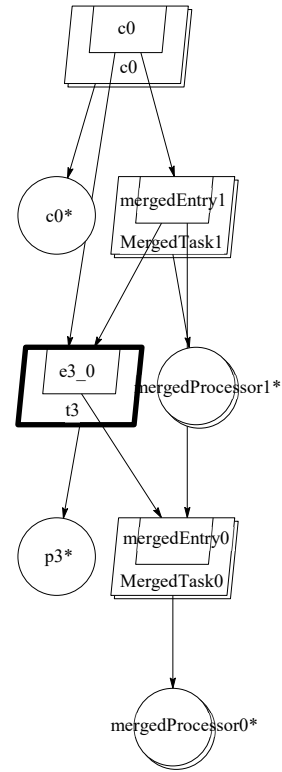 c0
c0
c0*
mergedEntry1
MergedTask1
e3_0
t3
mergedProcessor1*
p3*
mergedEntry0
MergedTask0
mergedProcessor0*